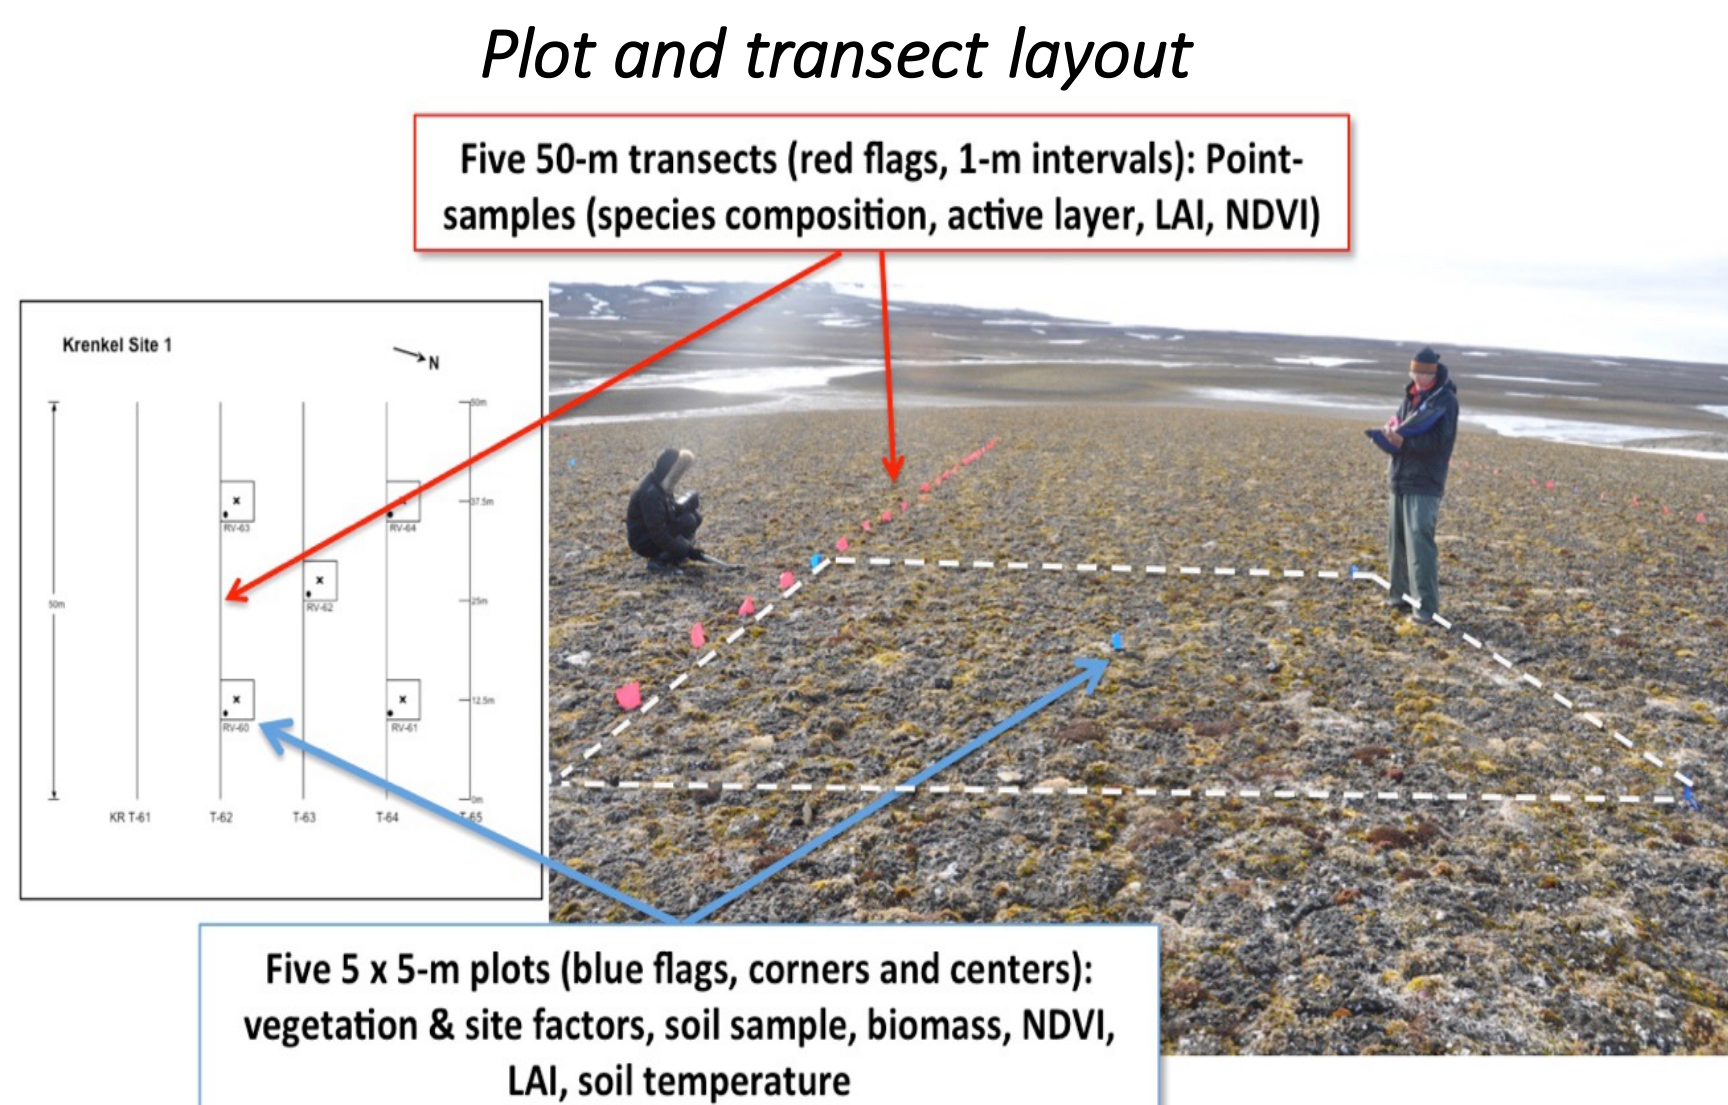 Plot and transect layout
Five 50-m transects (red flags, 1-m intervals): Point-
samples (species composition, active layer, LAI, NDVI)
Krenkel Site 1
N
50m
RV-63
RV-64
37.5m
RV-62
25m
50m
RV-60
RV-61
12.5m
0m
KR T-61
T-62
T-63
T-64
T-65
Five 5 x 5-m plots (blue flags, corners and centers):
vegetation & site factors, soil sample, biomass, NDVI,
LAI, soil temperature